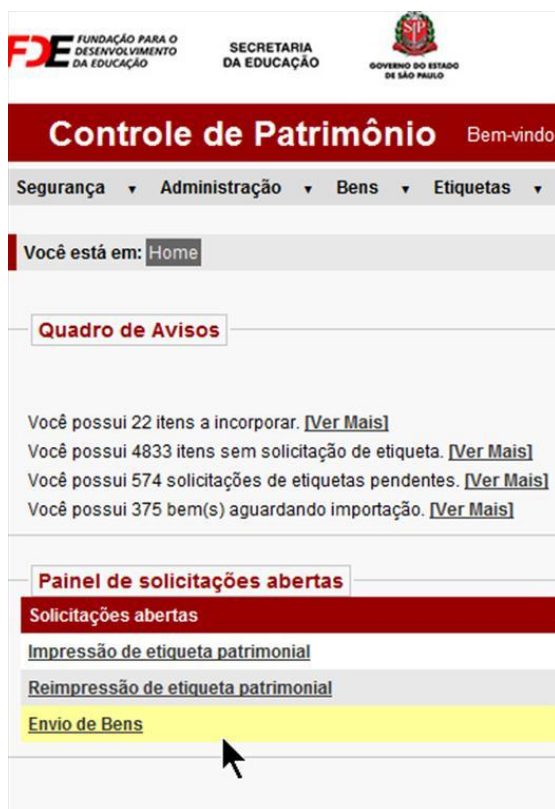 FDE FUNDAÇÃO PARA O
DESENVOLVIMENTO
DA EDUCAÇÃO
SECRETARIA
DA EDUCAÇÃO
SP
GOVERNO DO ESTADO
DE SÃO PAULO
Controle de Patrimônio Bem-vindo
Segurança ▼ Administração ▼ Bens ▼ Etiquetas ▼
Você está em: Home
Quadro de Avisos
Você possui 22 itens a incorporar. [Ver Mais]
Você possui 4833 itens sem solicitação de etiqueta. [Ver Mais]
Você possui 574 solicitações de etiquetas pendentes. [Ver Mais]
Você possui 375 bem(s) aguardando importação. [Ver Mais]
Painel de solicitações abertas
Solicitações abertas
Impressão de etiqueta patrimonial
Reimpressão de etiqueta patrimonial
Envio de Bens